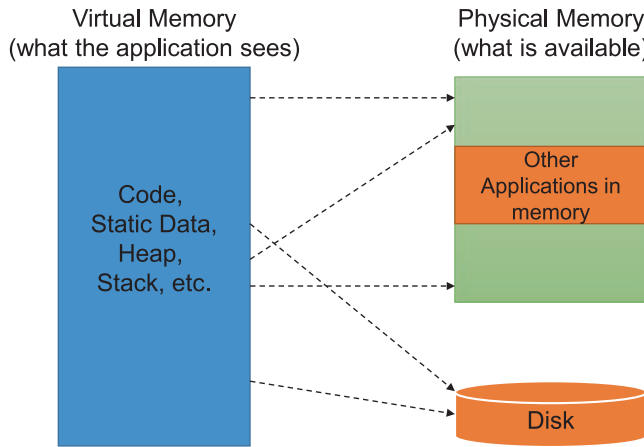 Virtual Memory
(what the application sees)
Physical Memory
(what is available)
Code,
Static Data,
Heap,
Stack, etc.
Other
Applications in
memory
Disk